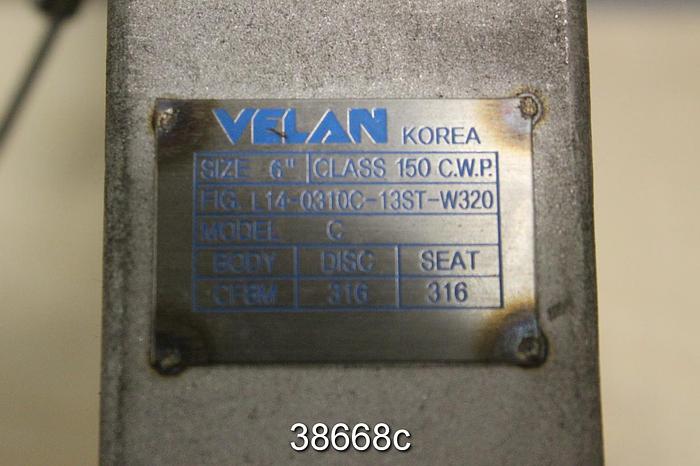 VELAN KOREA
SIZE 6" CLASS 150 C.W.P.
FIG. L14-0310C-13ST-W320
MODEL C
BODY DISC SEAT
CF8M 316 316
38668c